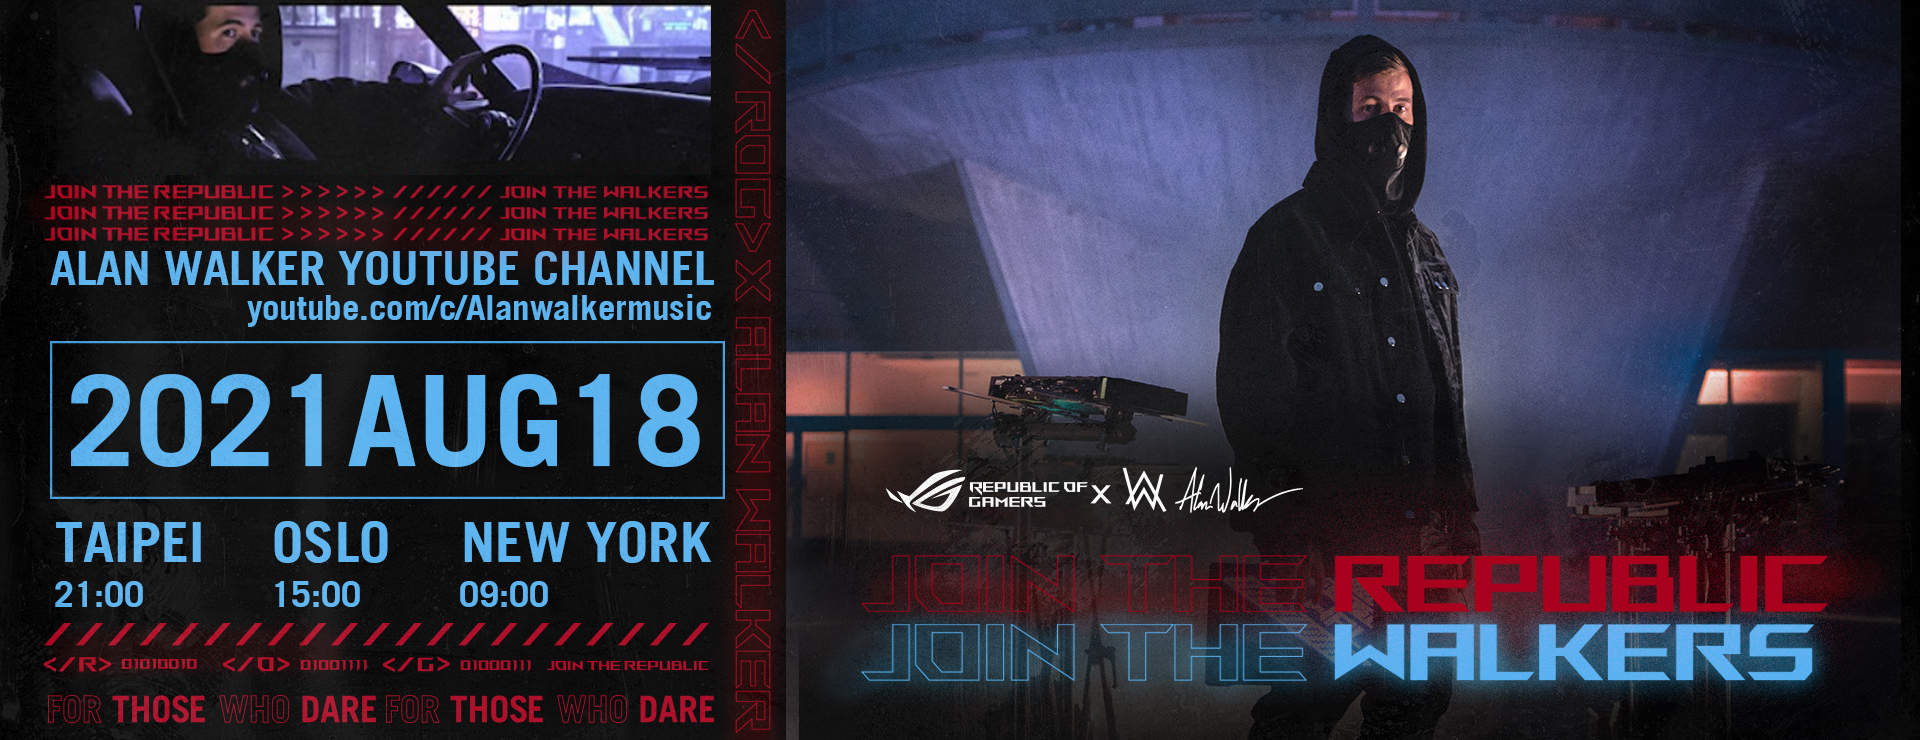 JOIN THE REPUBLIC >>>>>> ////// JOIN THE WALKERS
JOIN THE REPUBLIC >>>>>> ////// JOIN THE WALKERS
JOIN THE REPUBLIC >>>>>> ////// JOIN THE WALKERS
ALAN WALKER YOUTUBE CHANNEL
youtube.com/c/Alanwalkermusic
2021AUG18
TAIPEI OSLO NEW YORK
21:00 15:00 09:00
</R> 01010010 </O> 01001111 </G> 01000111 JOIN THE REPUBLIC
FOR THOSE WHO DARE FOR THOSE WHO DARE
</ROG> X ALAN WALKER
REPUBLIC OF
GAMERS X AW Alan Walker
JOIN THE REPUBLIC
JOIN THE WALKERS